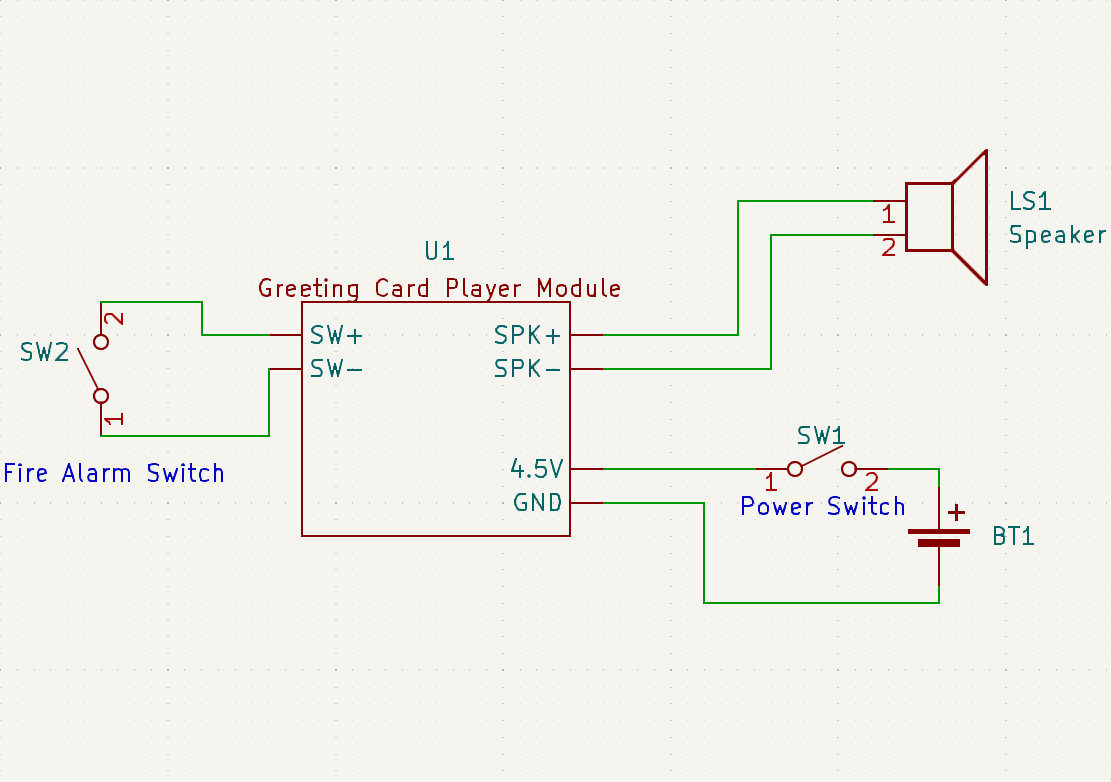 LS1
1
Speaker
2
U1
Greeting Card Player Module
2
SW+
SPK+
SW2
SW-
SPK-
1
SW1
Fire Alarm Switch
4.5V
1
2
GND
Power Switch
+
BT1